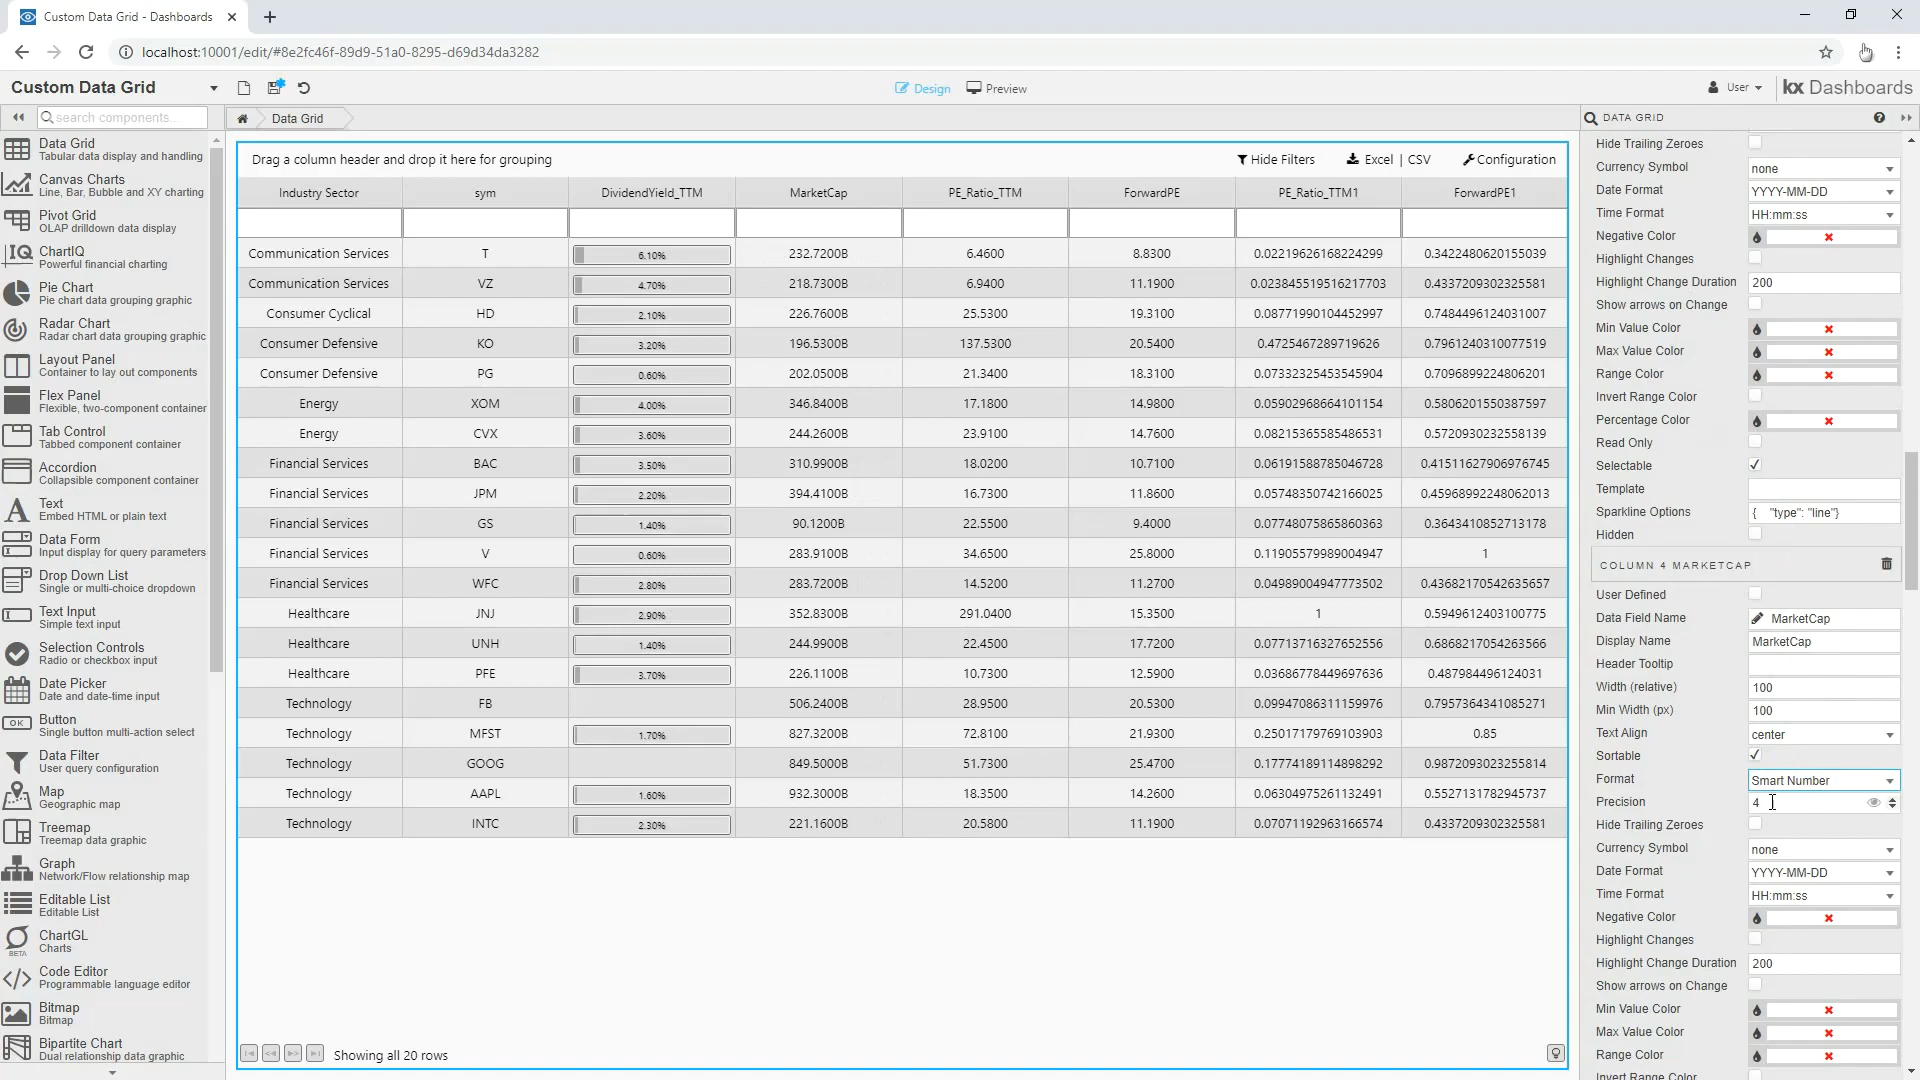 Custom Data Grid - Dashboards
localhost:10001/edit/#8e2fc46f-89d9-51a0-8295-d69d34da3282
Custom Data Grid
Design
Preview
User
kx Dashboards
search components...
Data Grid
Tabular data display and handling
Canvas Charts
Line, Bar, Bubble and XY charting
Pivot Grid
OLAP drilldown data display
IQ
ChartIQ
Powerful financial charting
Pie Chart
Pie chart data grouping graphic
Radar Chart
Radar chart data grouping graphic
Layout Panel
Container to lay out components
Flex Panel
Flexible, two-component container
Tab Control
Tabbed component container
Accordion
Collapsible component container
A
Text
Embed HTML or plain text
Data Form
Input display for query parameters
Drop Down List
Single or multi-choice dropdown
Text Input
Simple text input
Selection Controls
Radio or checkbox input
Date Picker
Date and date-time input
OK
Button
Single button multi-action select
Data Filter
User query configuration
Map
Geographic map
Treemap
Treemap data graphic
Graph
Network/Flow relationship map
Editable List
Editable List
BETA
ChartGL
Charts
Code Editor
Programmable language editor
Bitmap
Bitmap
Bipartite Chart
Dual relationship data graphic
Data Grid
Drag a column header and drop it here for grouping
Hide Filters
Excel | CSV
Configuration
Industry Sector sym DividendYield_TTM MarketCap PE_Ratio_TTM ForwardPE PE_Ratio_TTM1 ForwardPE1
Communication Services T 6.10% 232.7200B 6.4600 8.8300 0.02219626168224299 0.3422480620155039
Communication Services VZ 4.70% 218.7300B 6.9400 11.1900 0.023845519516217703 0.4337209302325581
Consumer Cyclical HD 2.10% 226.7600B 25.5300 19.3100 0.08771990104452997 0.7484496124031007
Consumer Defensive KO 3.20% 196.5300B 137.5300 20.5400 0.4725467289719626 0.7961240310077519
Consumer Defensive PG 0.60% 202.0500B 21.3400 18.3100 0.07332325453545904 0.7096899224806201
Energy XOM 4.00% 346.8400B 17.1800 14.9800 0.05902968664101154 0.5806201550387597
Energy CVX 3.60% 244.2600B 23.9100 14.7600 0.08215365585486531 0.5720930232558139
Financial Services BAC 3.50% 310.9900B 18.0200 10.7100 0.06191588785046728 0.41511627906976745
Financial Services JPM 2.20% 394.4100B 16.7300 11.8600 0.05748350742166025 0.45968992248062013
Financial Services GS 1.40% 90.1200B 22.5500 9.4000 0.07748075865860363 0.3643410852713178
Financial Services V 0.60% 283.9100B 34.6500 25.8000 0.11905579989004947 1
Financial Services WFC 2.80% 283.7200B 14.5200 11.2700 0.04989004947773502 0.43682170542635657
Healthcare JNJ 2.90% 352.8300B 291.0400 15.3500 1 0.5949612403100775
Healthcare UNH 1.40% 244.9900B 22.4500 17.7200 0.07713716327652556 0.6868217054263566
Healthcare PFE 3.70% 226.1100B 10.7300 12.5900 0.03686778449697636 0.487984496124031
Technology FB 506.2400B 28.9500 20.5300 0.09947086311159976 0.7957364341085271
Technology MFST 1.70% 827.3200B 72.8100 21.9300 0.25017179769103903 0.85
Technology GOOG 849.5000B 51.7300 25.4700 0.17774189114898292 0.9872093023255814
Technology AAPL 1.60% 932.3000B 18.3500 14.2600 0.06304975261132491 0.5527131782945737
Technology INTC 2.30% 221.1600B 20.5800 11.1900 0.07071192963166574 0.4337209302325581
Showing all 20 rows
DATA GRID
Hide Trailing Zeroes
Currency Symbol none
Date Format YYYY-MM-DD
Time Format HH:mm:ss
Negative Color
Highlight Changes
Highlight Change Duration 200
Show arrows on Change
Min Value Color
Max Value Color
Range Color
Invert Range Color
Percentage Color
Read Only
Selectable
Template
Sparkline Options { "type": "line"}
Hidden
COLUMN 4 MARKETCAP
User Defined
Data Field Name MarketCap
Display Name MarketCap
Header Tooltip
Width (relative) 100
Min Width (px) 100
Text Align center
Sortable
Format Smart Number
Precision 4
Hide Trailing Zeroes
Currency Symbol none
Date Format YYYY-MM-DD
Time Format HH:mm:ss
Negative Color
Highlight Changes
Highlight Change Duration 200
Show arrows on Change
Min Value Color
Max Value Color
Range Color
Invert Range Color